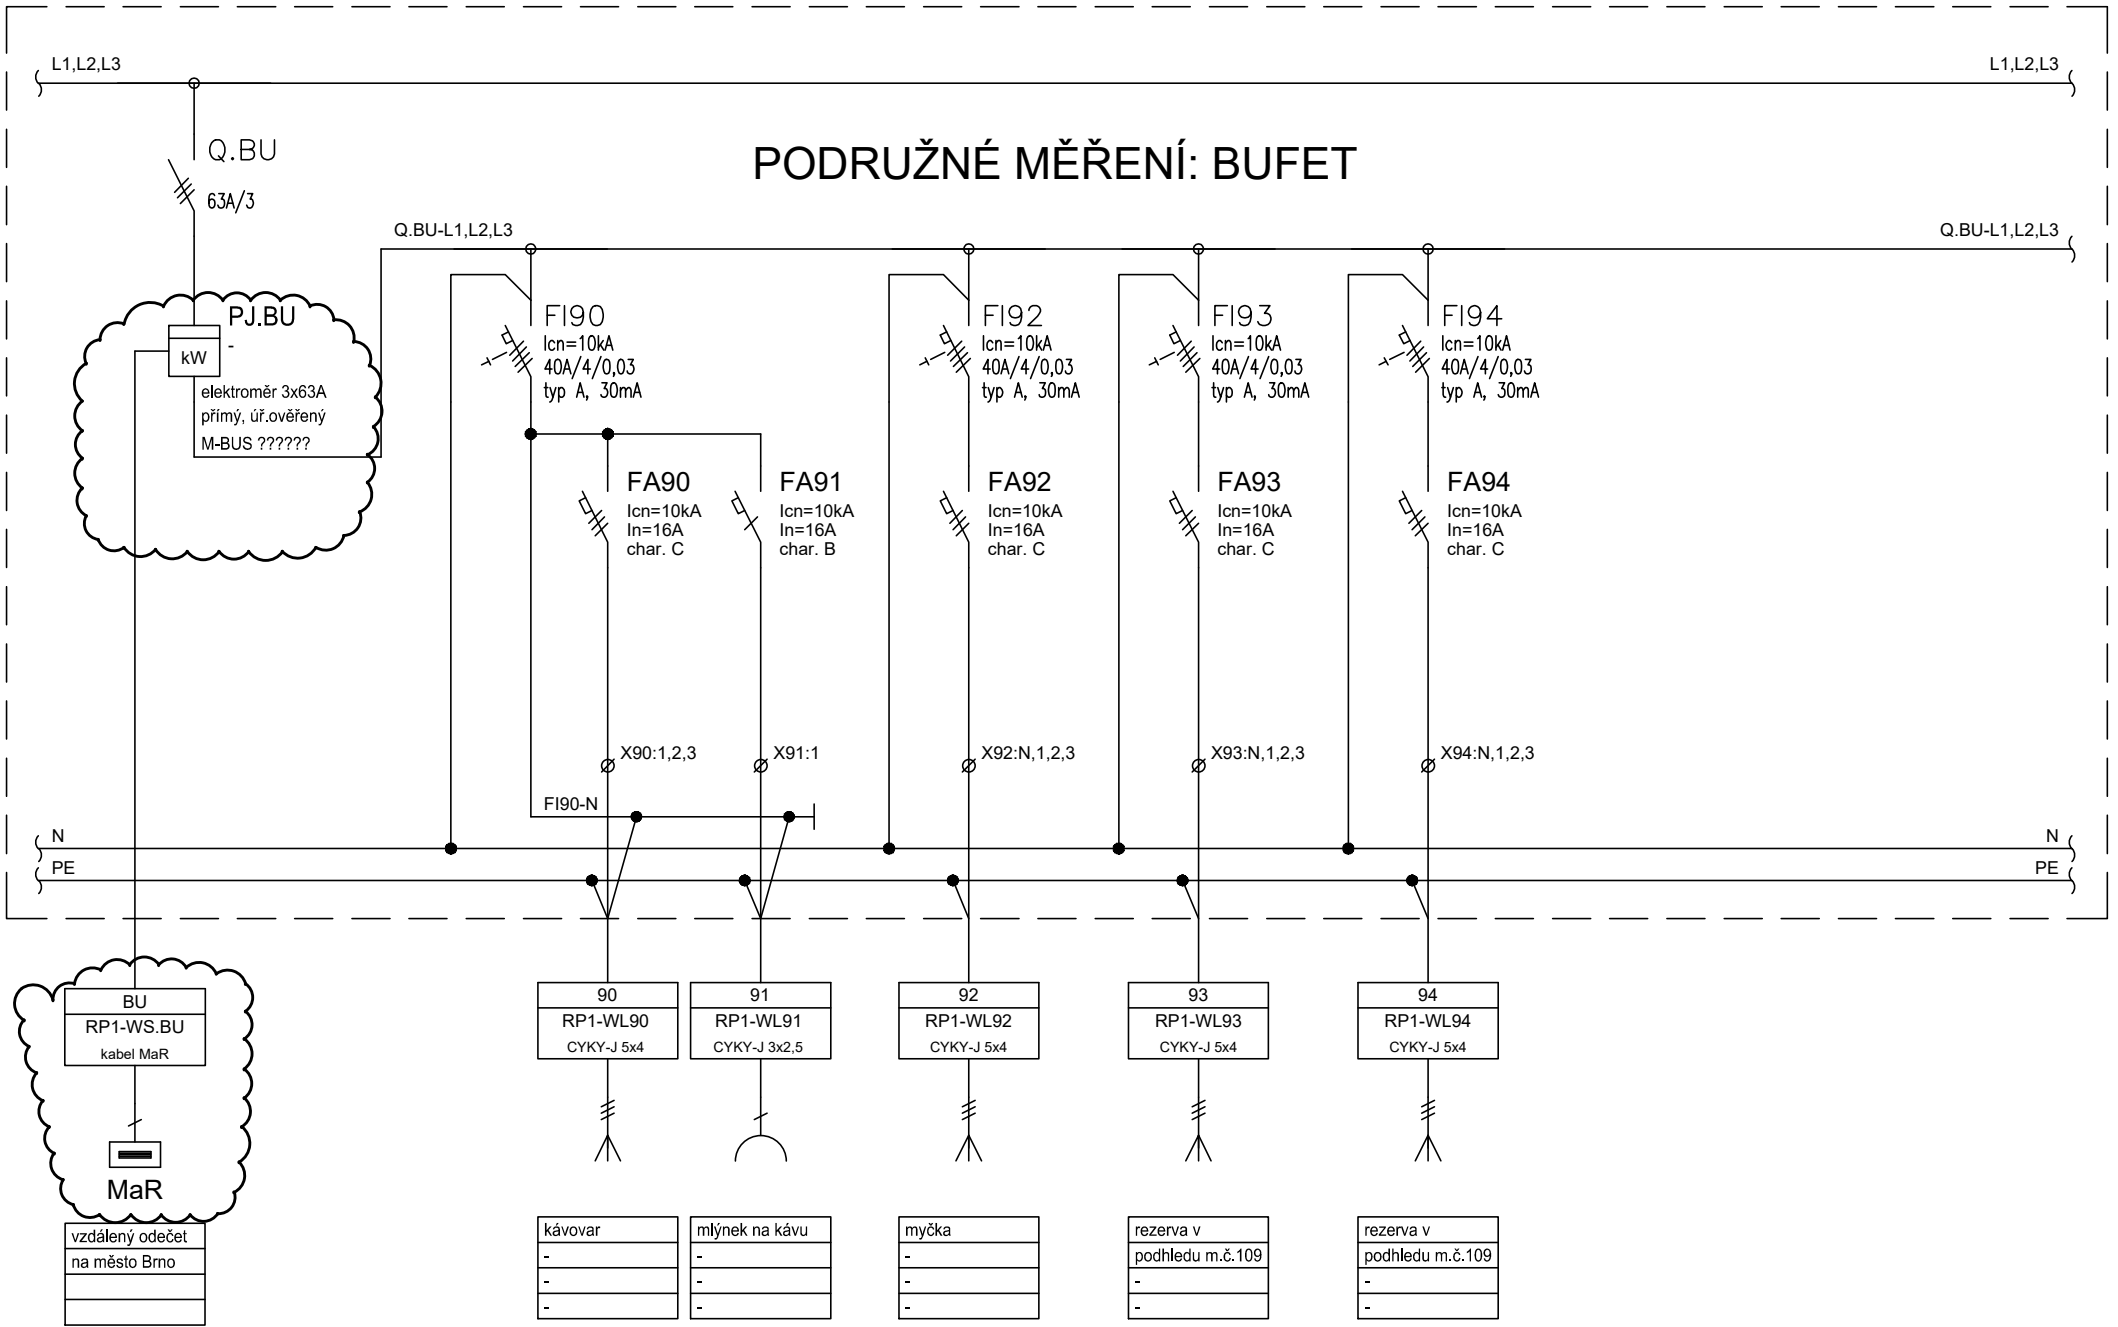 L1,L2,L3
L1,L2,L3
Q.BU
63A/3
PODRUŽNÉ MĚŘENÍ: BUFET
Q.BU-L1,L2,L3
Q.BU-L1,L2,L3
PJ.BU
-
kW
elektroměr 3x63A
přímý, úř.ověřený
M-BUS ??????
FI90
Icn=10kA
40A/4/0,03
typ A, 30mA
FI92
Icn=10kA
40A/4/0,03
typ A, 30mA
FI93
Icn=10kA
40A/4/0,03
typ A, 30mA
FI94
Icn=10kA
40A/4/0,03
typ A, 30mA
FA90
Icn=10kA
In=16A
char. C
FA91
Icn=10kA
In=16A
char. B
FA92
Icn=10kA
In=16A
char. C
FA93
Icn=10kA
In=16A
char. C
FA94
Icn=10kA
In=16A
char. C
X90:1,2,3
X91:1
X92:N,1,2,3
X93:N,1,2,3
X94:N,1,2,3
FI90-N
N
N
PE
PE
BU
RP1-WS.BU
kabel MaR
MaR
vzdálený odečet
na město Brno
90
RP1-WL90
CYKY-J 5x4
kávovar
-
-
-
91
RP1-WL91
CYKY-J 3x2,5
mlýnek na kávu
-
-
-
92
RP1-WL92
CYKY-J 5x4
myčka
-
-
-
93
RP1-WL93
CYKY-J 5x4
rezerva v
podhledu m.č.109
-
-
94
RP1-WL94
CYKY-J 5x4
rezerva v
podhledu m.č.109
-
-